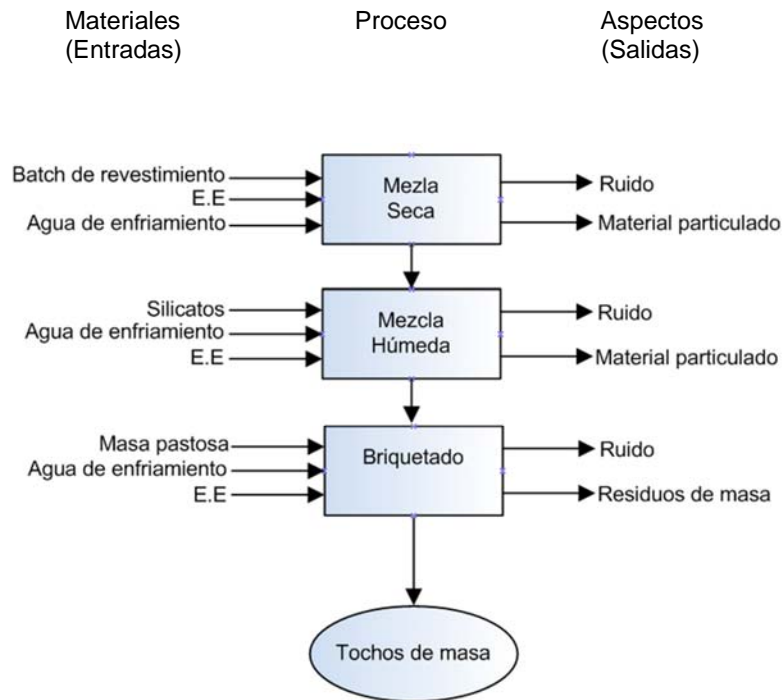 Materiales
(Entradas)
Proceso
Aspectos
(Salidas)
Batch de revestimiento
E.E
Agua de enfriamiento
Mezla
Seca
Ruido
Material particulado
Silicatos
Agua de enfriamiento
E.E
Mezcla
Húmeda
Ruido
Material particulado
Masa pastosa
Agua de enfriamiento
E.E
Briquetado
Ruido
Residuos de masa
Tochos de masa